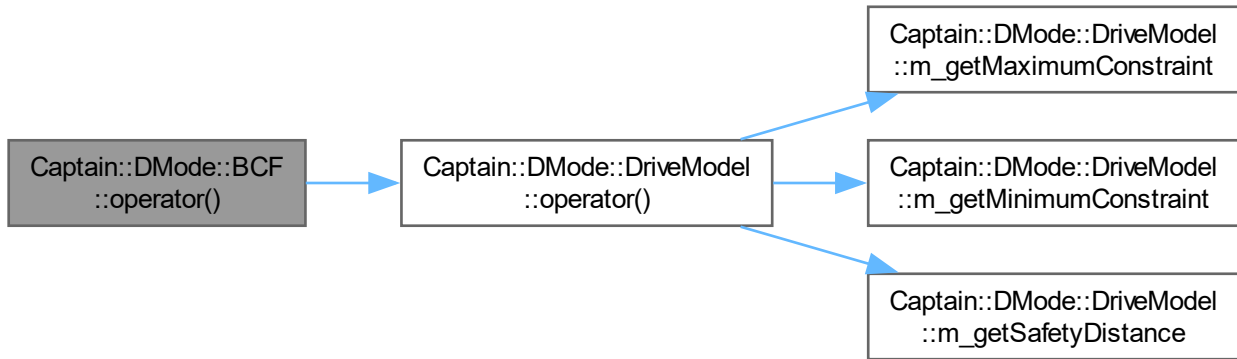 Captain::DMode::DriveModel
::m_getMaximumConstraint
Captain::DMode::BCF
::operator()
Captain::DMode::DriveModel
::operator()
Captain::DMode::DriveModel
::m_getMinimumConstraint
Captain::DMode::DriveModel
::m_getSafetyDistance